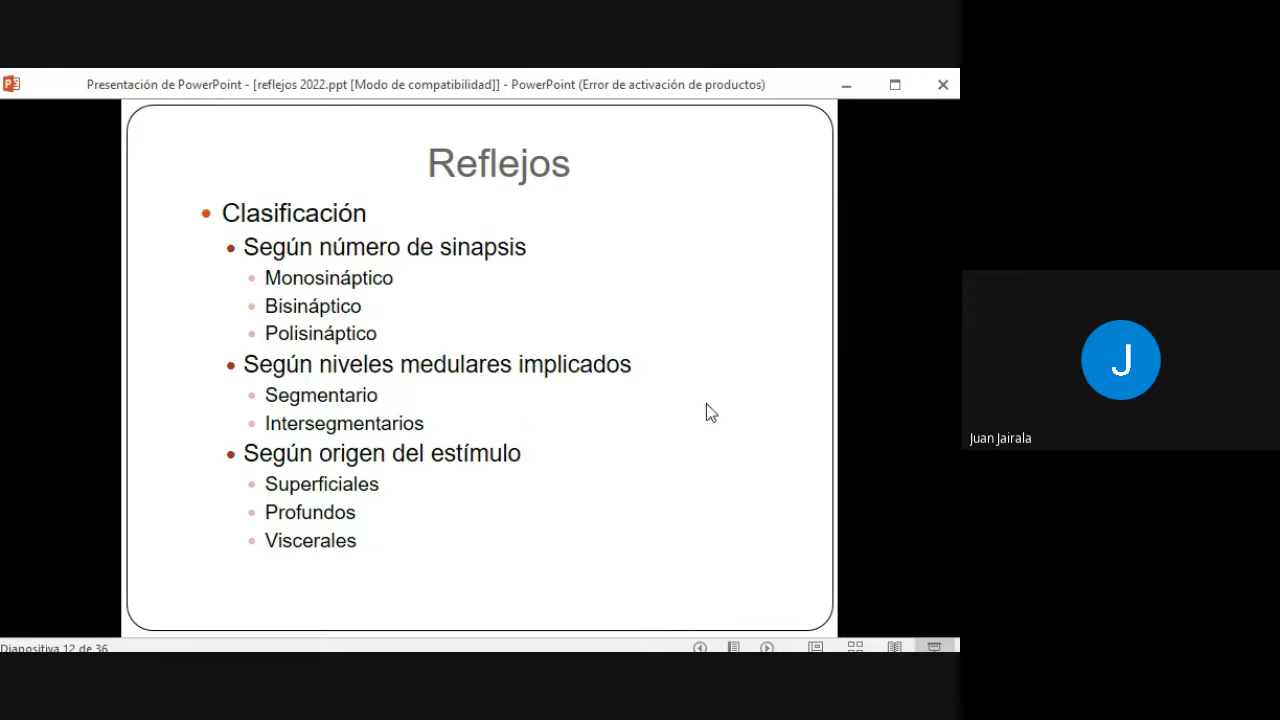 Presentación de PowerPoint - [reflejos 2022.ppt [Modo de compatibilidad]] - PowerPoint (Error de activación de productos)
Reflejos
Clasificación
Según número de sinapsis
Monosináptico
Bisináptico
Polisináptico
Según niveles medulares implicados
Segmentario
Intersegmentarios
Según origen del estímulo
Superficiales
Profundos
Viscerales
Diapositiva 12 de 36
J
Juan Jairala